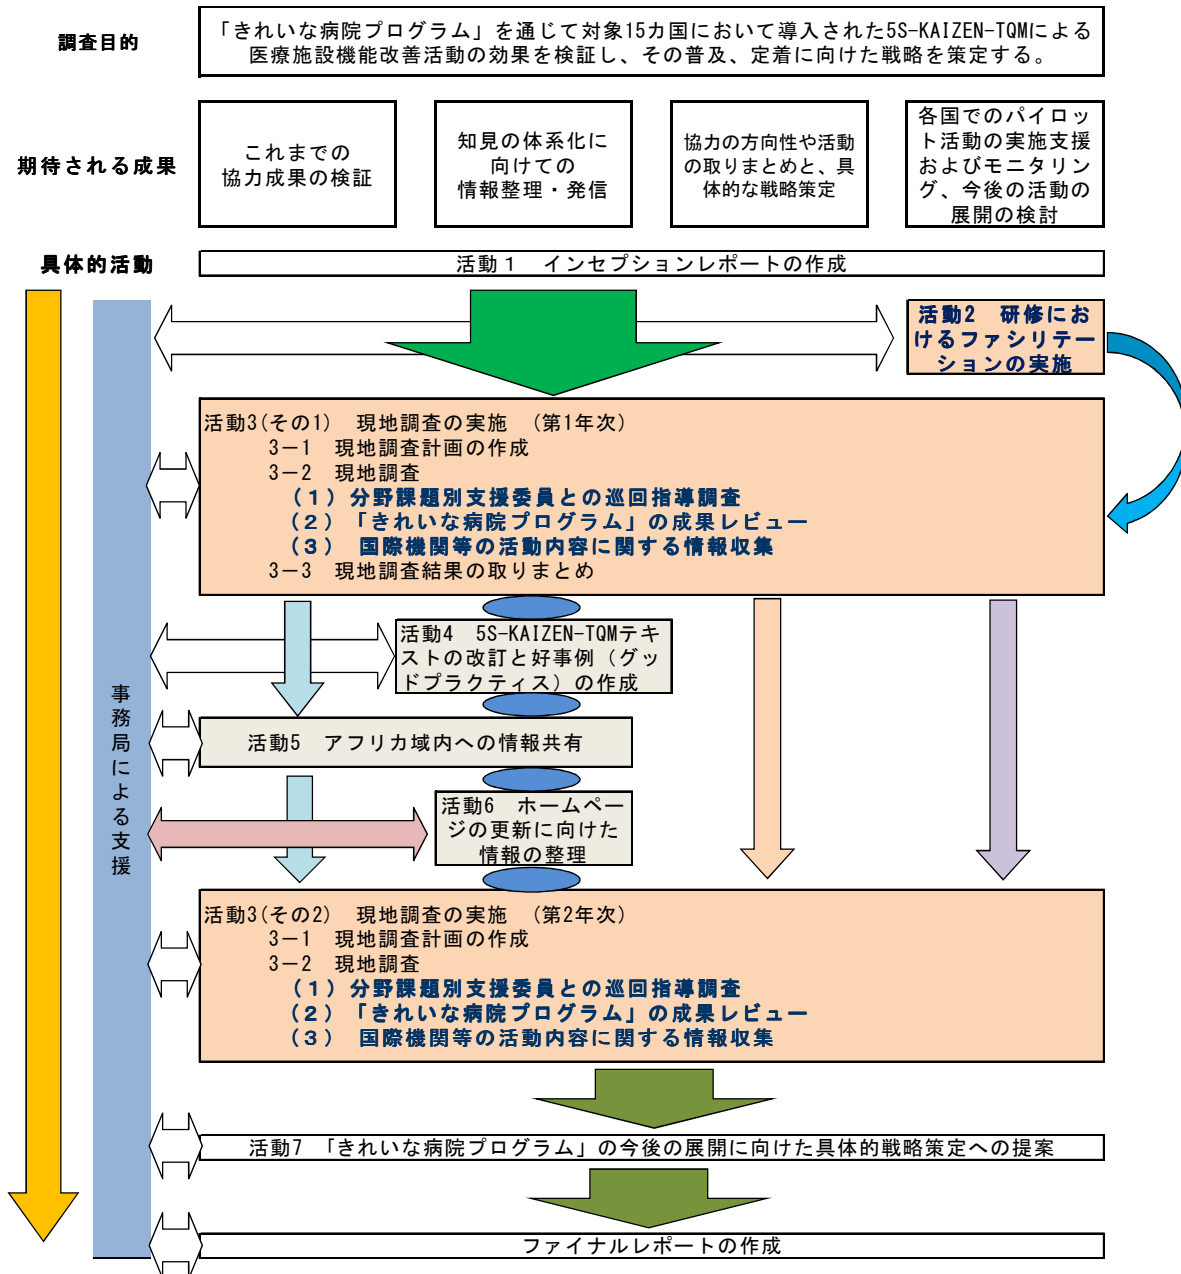 調査目的
「きれいな病院プログラム」を通じて対象15カ国において導入された5S-KAIZEN-TQMによる
医療施設機能改善活動の効果を検証し、その普及、定着に向けた戦略を策定する。
期待される成果
これまでの
協力成果の検証
知見の体系化に
向けての
情報整理・発信
協力の方向性や活動
の取りまとめと、具
体的な戦略策定
各国でのパイロッ
ト活動の実施支援
およびモニタリン
グ、今後の活動の
展開の検討
具体的活動
活動１　インセプションレポートの作成
活動2　研修にお
けるファシリテー
ションの実施
活動3(その1)　現地調査の実施　(第1年次)
3－1　現地調査計画の作成
3－2　現地調査
（１）分野課題別支援委員との巡回指導調査
（２）「きれいな病院プログラム」の成果レビュー
（３）　国際機関等の活動内容に関する情報収集
3－3　現地調査結果の取りまとめ
活動4　5S-KAIZEN-TQMテキ
ストの改訂と好事例（グッ
ドプラクティス）の作成
事務局による支援
活動5　アフリカ域内への情報共有
活動6　ホームペー
ジの更新に向けた
情報の整理
活動3(その2)　現地調査の実施　(第2年次)
3－1　現地調査計画の作成
3－2　現地調査
（１）分野課題別支援委員との巡回指導調査
（２）「きれいな病院プログラム」の成果レビュー
（３）　国際機関等の活動内容に関する情報収集
活動7　「きれいな病院プログラム」の今後の展開に向けた具体的戦略策定への提案
ファイナルレポートの作成